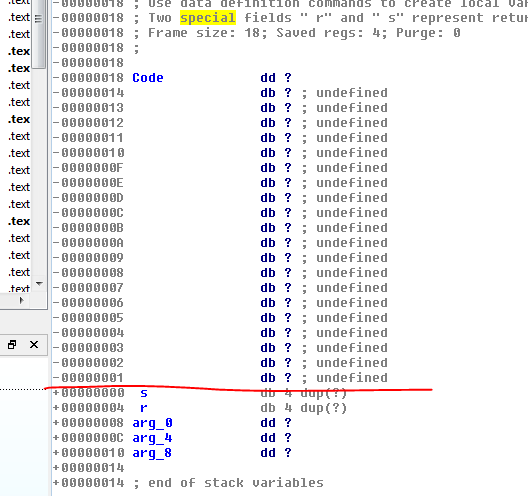 -00000018 ; Use data definition commands to create local va
-00000018 ; Two special fields " r" and " s" represent retur
-00000018 ; Frame size: 18; Saved regs: 4; Purge: 0
-00000018 ;
-00000018
-00000018 Code dd ?
-00000014 db ? ; undefined
-00000013 db ? ; undefined
-00000012 db ? ; undefined
-00000011 db ? ; undefined
-00000010 db ? ; undefined
-0000000F db ? ; undefined
-0000000E db ? ; undefined
-0000000D db ? ; undefined
-0000000C db ? ; undefined
-0000000B db ? ; undefined
-0000000A db ? ; undefined
-00000009 db ? ; undefined
-00000008 db ? ; undefined
-00000007 db ? ; undefined
-00000006 db ? ; undefined
-00000005 db ? ; undefined
-00000004 db ? ; undefined
-00000003 db ? ; undefined
-00000002 db ? ; undefined
-00000001 db ? ; undefined
+00000000 s db 4 dup(?)
+00000004 r db 4 dup(?)
+00000008 arg_0 dd ?
+0000000C arg_4 dd ?
+00000010 arg_8 dd ?
+00000014
+00000014 ; end of stack variables
.text
.text
.text
.tex
.text
.tex
.text
.tex
.text
.text
.text
.text
.text
.tex
.text
.text
.text
.text
.text